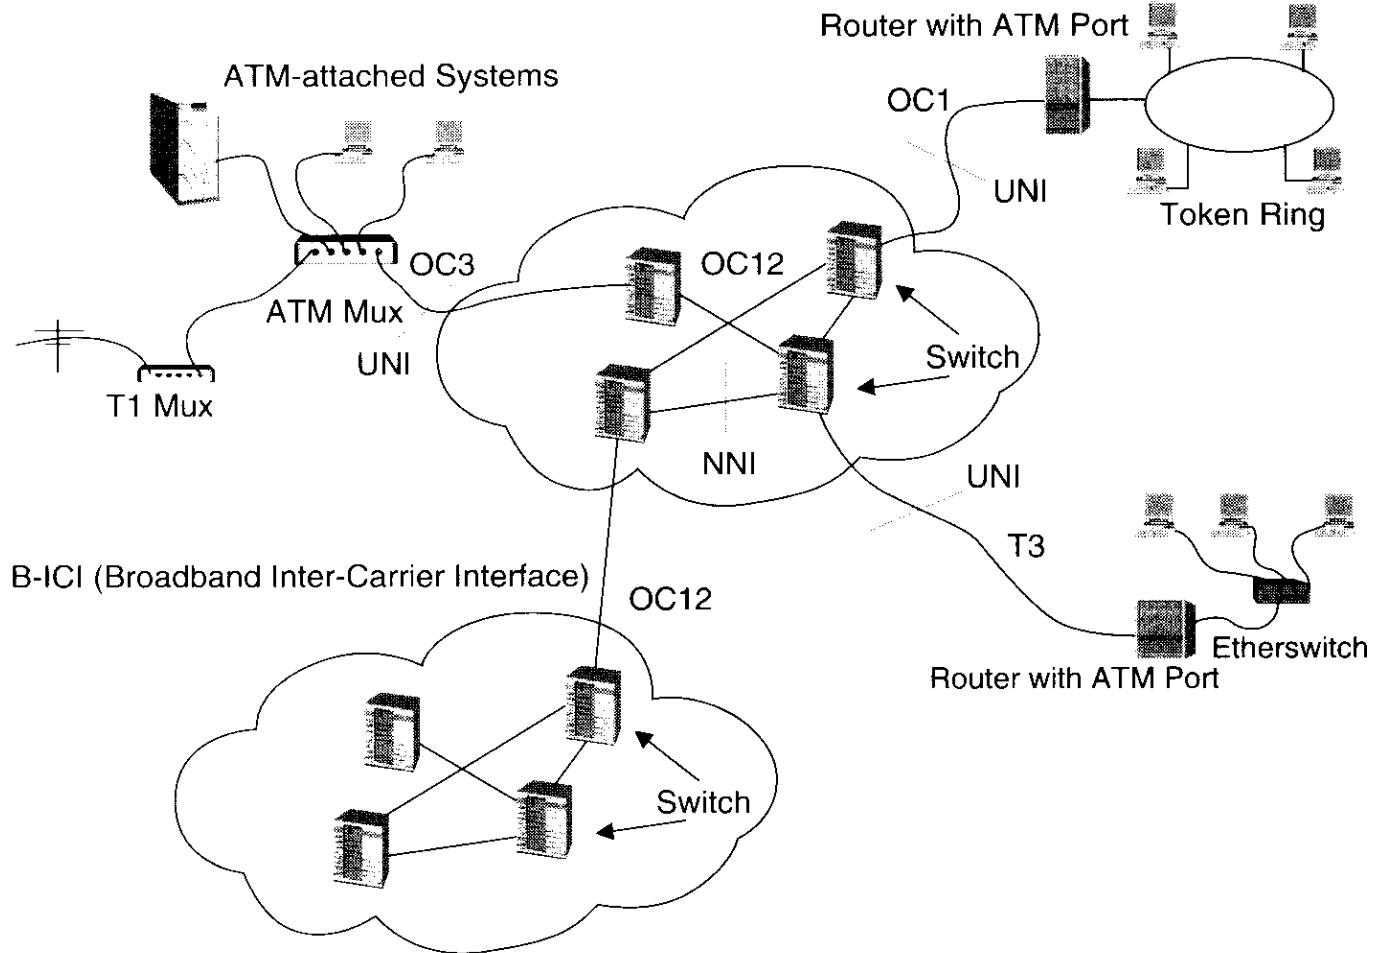 Router with ATM Port
ATM-attached Systems
OC1
UNI
Token Ring
OC3
OC12
ATM Mux
UNI
Switch
T1 Mux
NNI
UNI
T3
B-ICI (Broadband Inter-Carrier Interface)
OC12
Etherswitch
Router with ATM Port
Switch